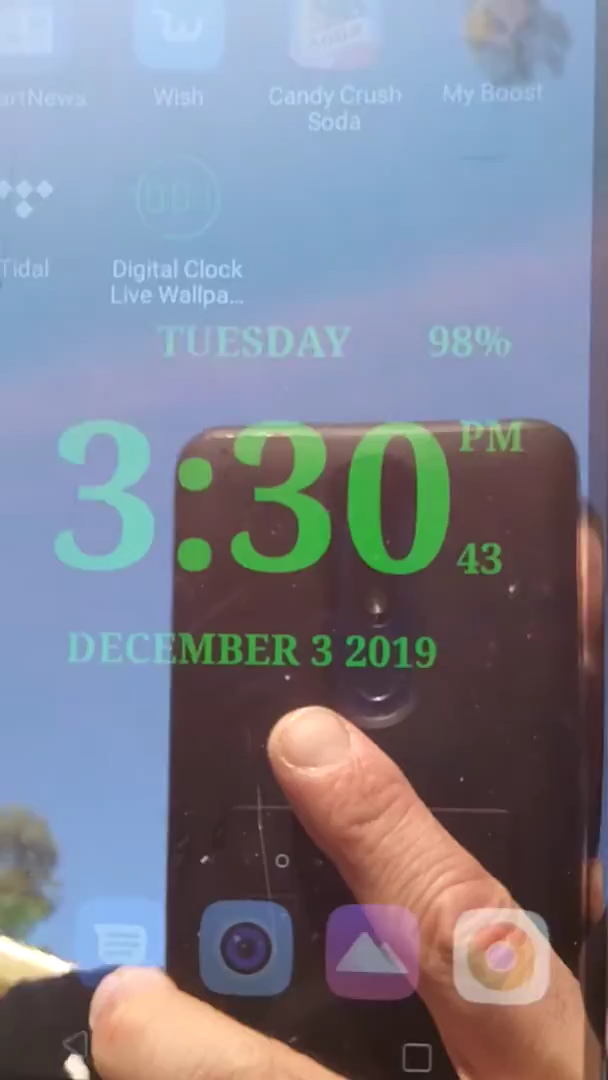 artNews Wish Candy Crush Soda My Boost
Tidal Digital Clock Live Wallpa...
TUESDAY 98%
3:30 PM 43
DECEMBER 3 2019